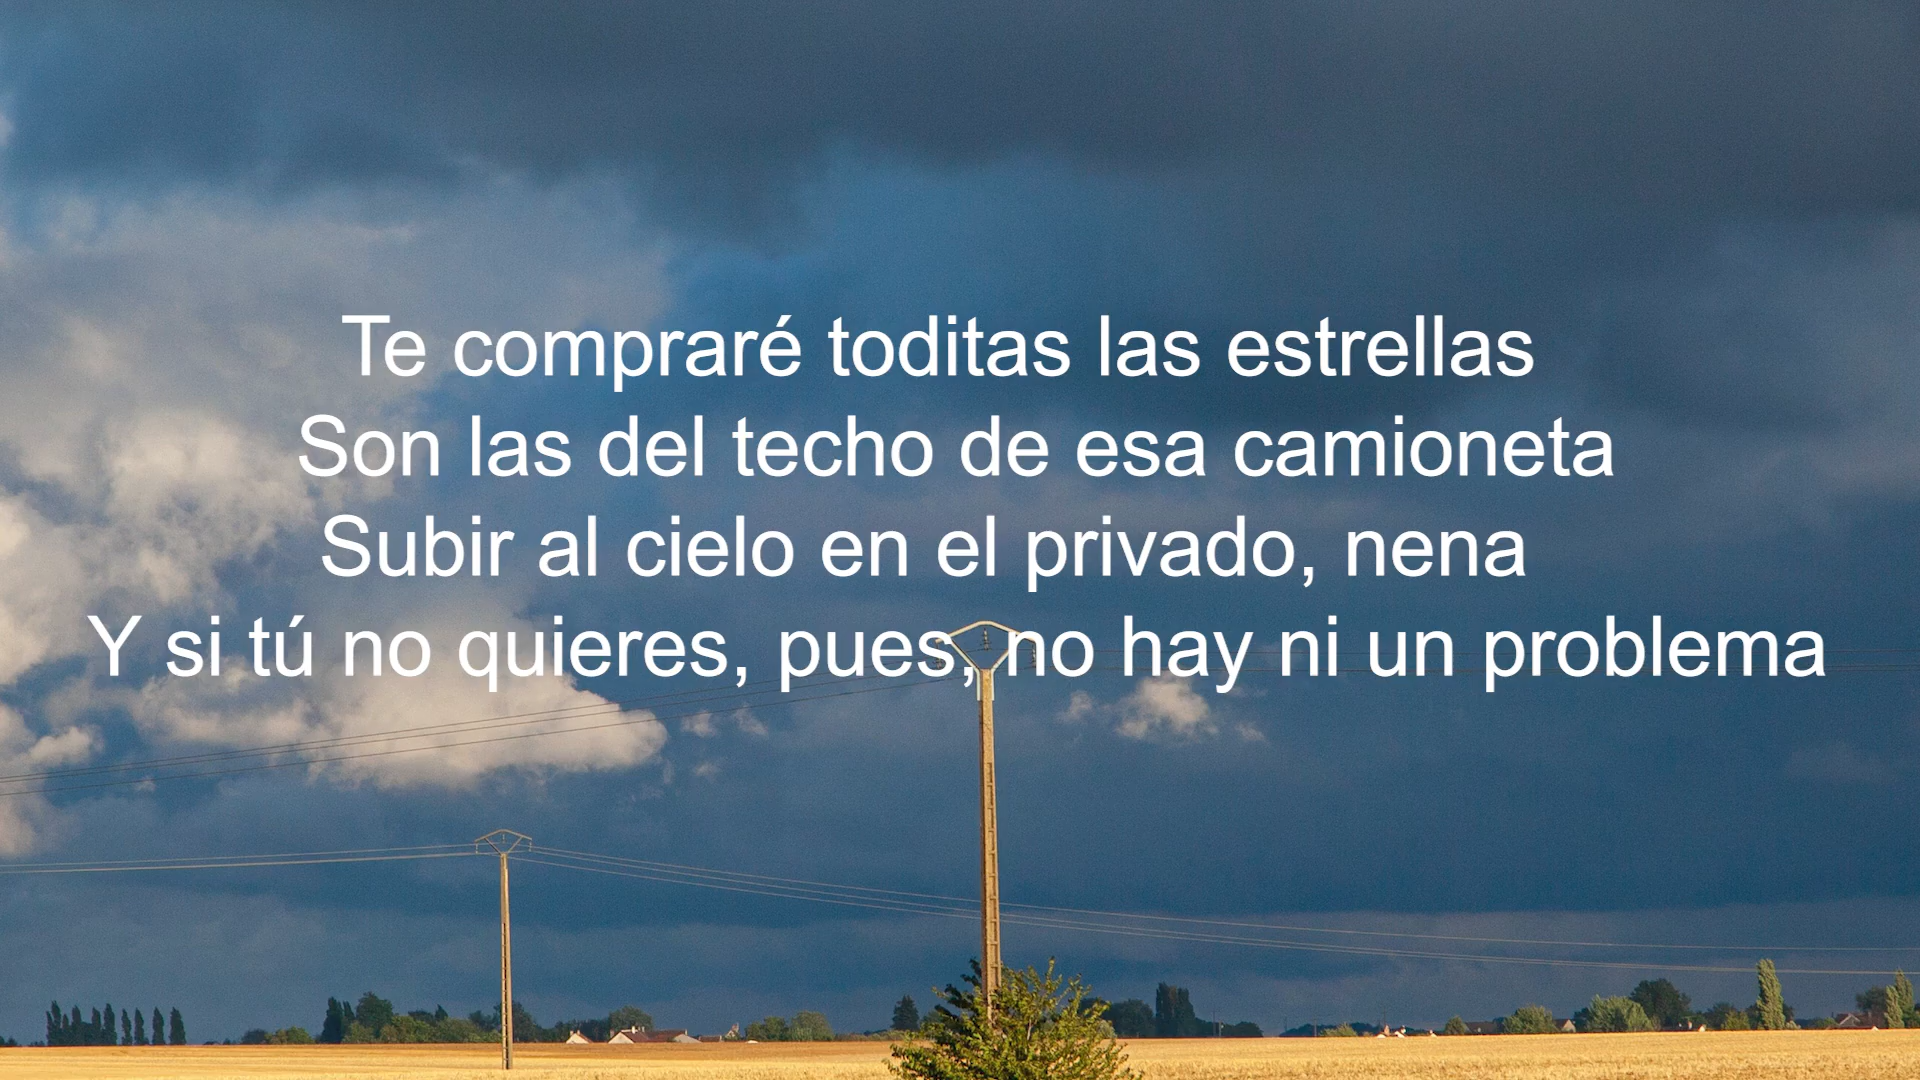 Te compraré toditas las estrellas
Son las del techo de esa camioneta
Subir al cielo en el privado, nena
Y si tú no quieres, pues, no hay ni un problema